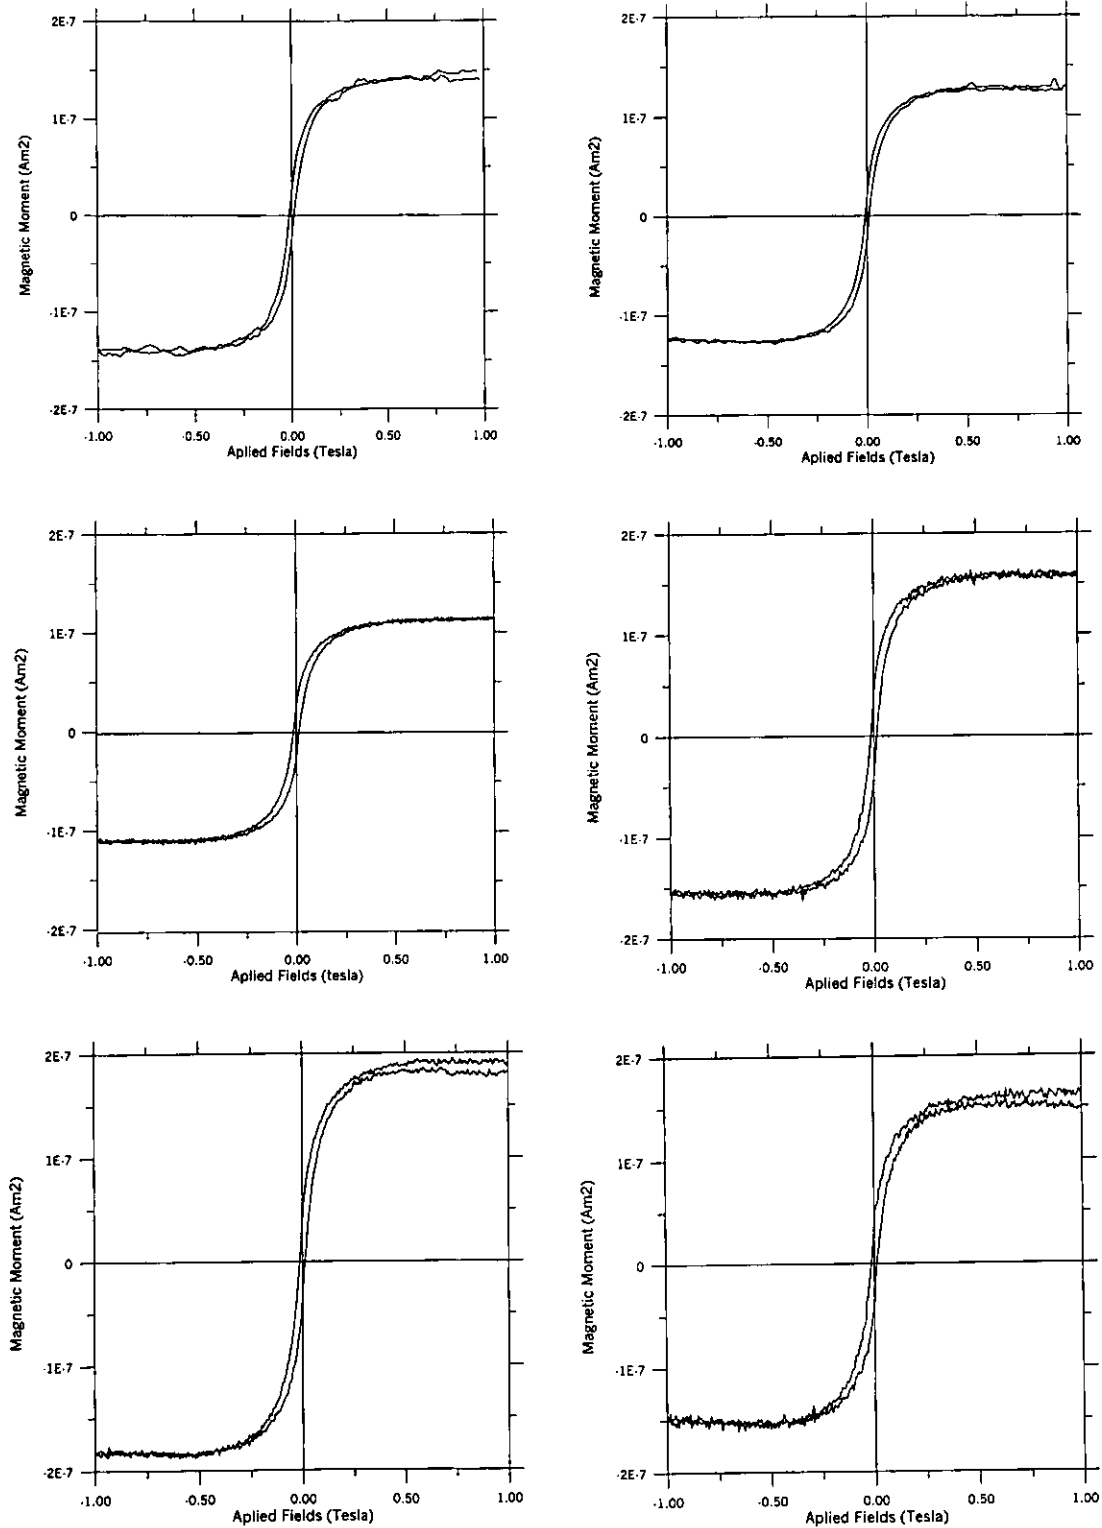 2E-7
1E-7
0
-1E-7
-2E-7
Magnetic Moment (Am2)
-1.00 -0.50 0.00 0.50 1.00
Aplied Fields (Tesla)
2E-7
1E-7
0
-1E-7
-2E-7
Magnetic Moment (Am2)
-1.00 -0.50 0.00 0.50 1.00
Aplied Fields (Tesla)
2E-7
1E-7
0
-1E-7
-2E-7
Magnetic Moment (Am2)
-1.00 -0.50 0.00 0.50 1.00
Aplied Fields (tesla)
2E-7
1E-7
0
-1E-7
-2E-7
Magnetic Moment (Am2)
-1.00 -0.50 0.00 0.50 1.00
Aplied Fields (Tesla)
2E-7
1E-7
0
-1E-7
-2E-7
Magnetic Moment (Am2)
-1.00 -0.50 0.00 0.50 1.00
Aplied Fields (Tesla)
2E-7
1E-7
0
-1E-7
-2E-7
Magnetic Moment (Am2)
-1.00 -0.50 0.00 0.50 1.00
Aplied Fields (Tesla)